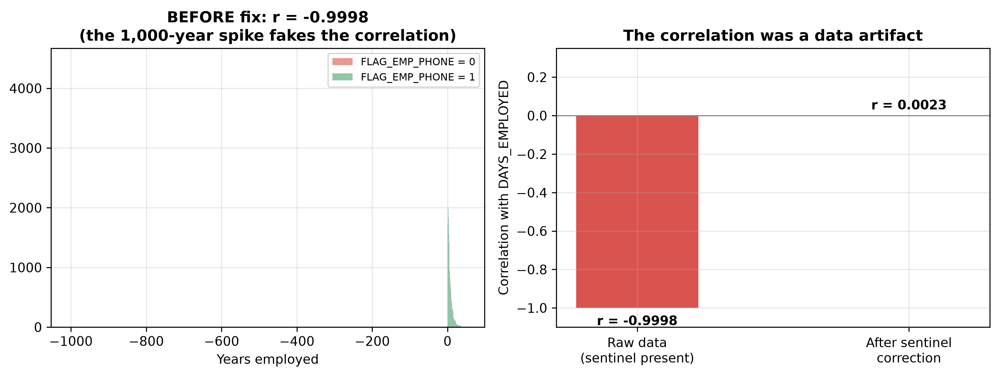 BEFORE fix: r = -0.9998
(the 1,000-year spike fakes the correlation)
FLAG_EMP_PHONE = 0
FLAG_EMP_PHONE = 1
4000
3000
2000
1000
0
−1000
−800
−600
−400
−200
0
Years employed
The correlation was a data artifact
Correlation with DAYS_EMPLOYED
0.2
0.0
−0.2
−0.4
−0.6
−0.8
−1.0
r = 0.0023
r = -0.9998
Raw data
(sentinel present)
After sentinel
correction